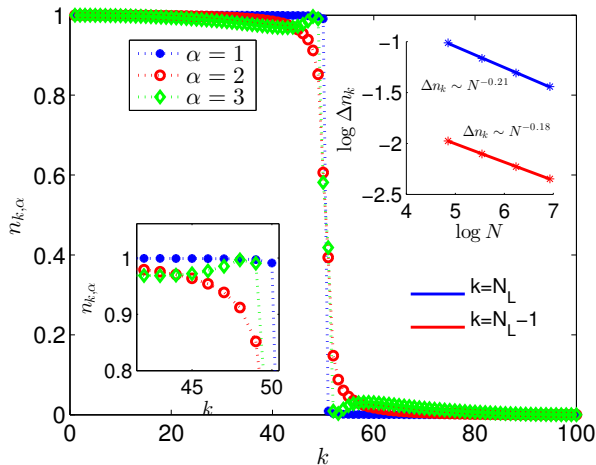 1
0.8
0.6
0.4
0.2
0
n_{k,α}
0 20 40 60 80 100
k
α = 1
α = 2
α = 3
−1
−1.5
−2
−2.5
log Δn_k
4 5 6 7
log N
Δn_k ∼ N^{−0.21}
Δn_k ∼ N^{−0.18}
1
0.9
0.8
n_{k,α}
45 50
k
k=N_L
k=N_L−1